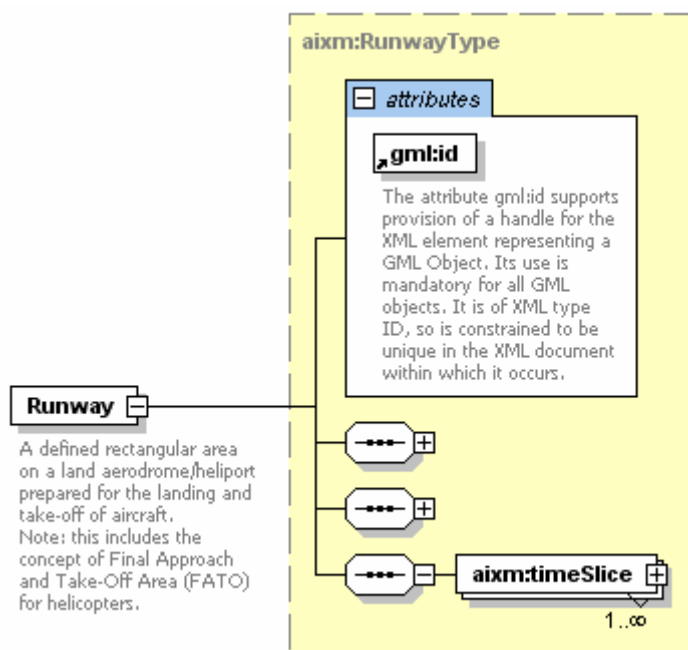 aixm:RunwayType
attributes
gml:id
The attribute gml:id supports
provision of a handle for the
XML element representing a
GML Object. Its use is
mandatory for all GML
objects. It is of XML type
ID, so is constrained to be
unique in the XML document
within which it occurs.
Runway
A defined rectangular area
on a land aerodrome/heliport
prepared for the landing and
take-off of aircraft.
Note: this includes the
concept of Final Approach
and Take-Off Area (FATO)
for helicopters.
aixm:timeSlice
1..∞